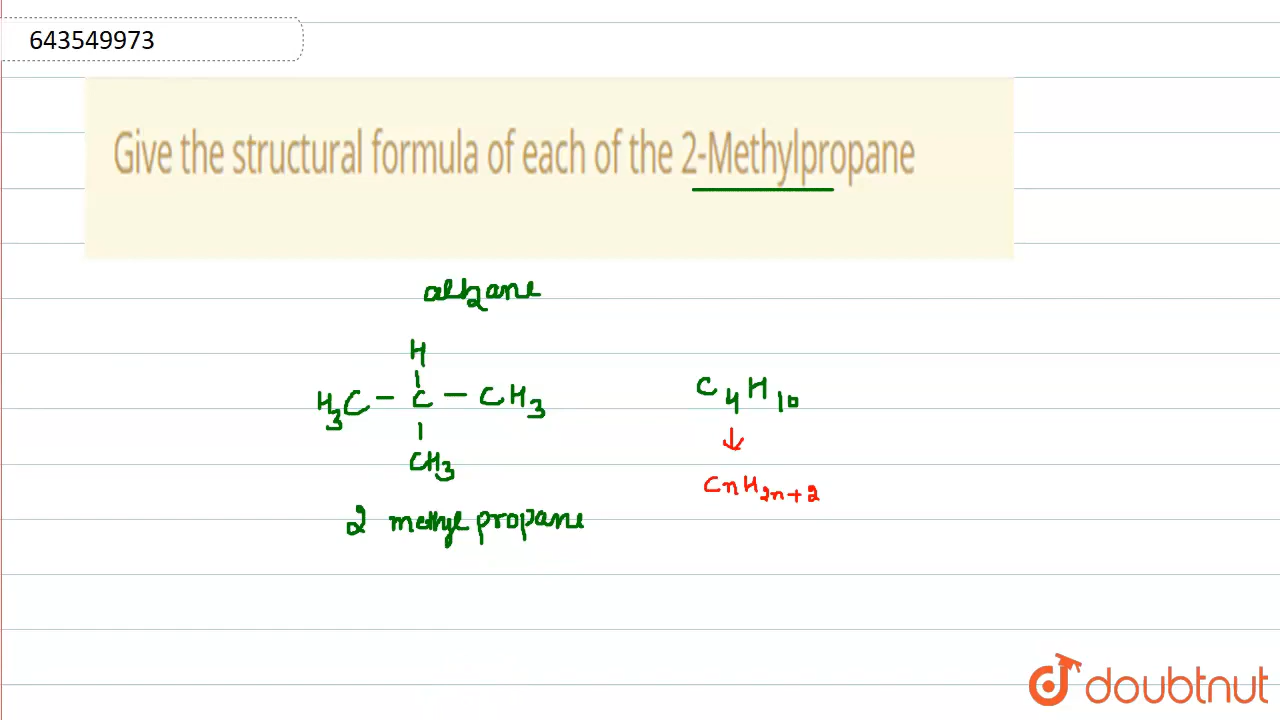 643549973
Give the structural formula of each of the 2-Methylpropane
alkane
H
H3C - C - CH3
CH3
2 methyl propane
C4H10
↓
CnH2n+2
doubtnut